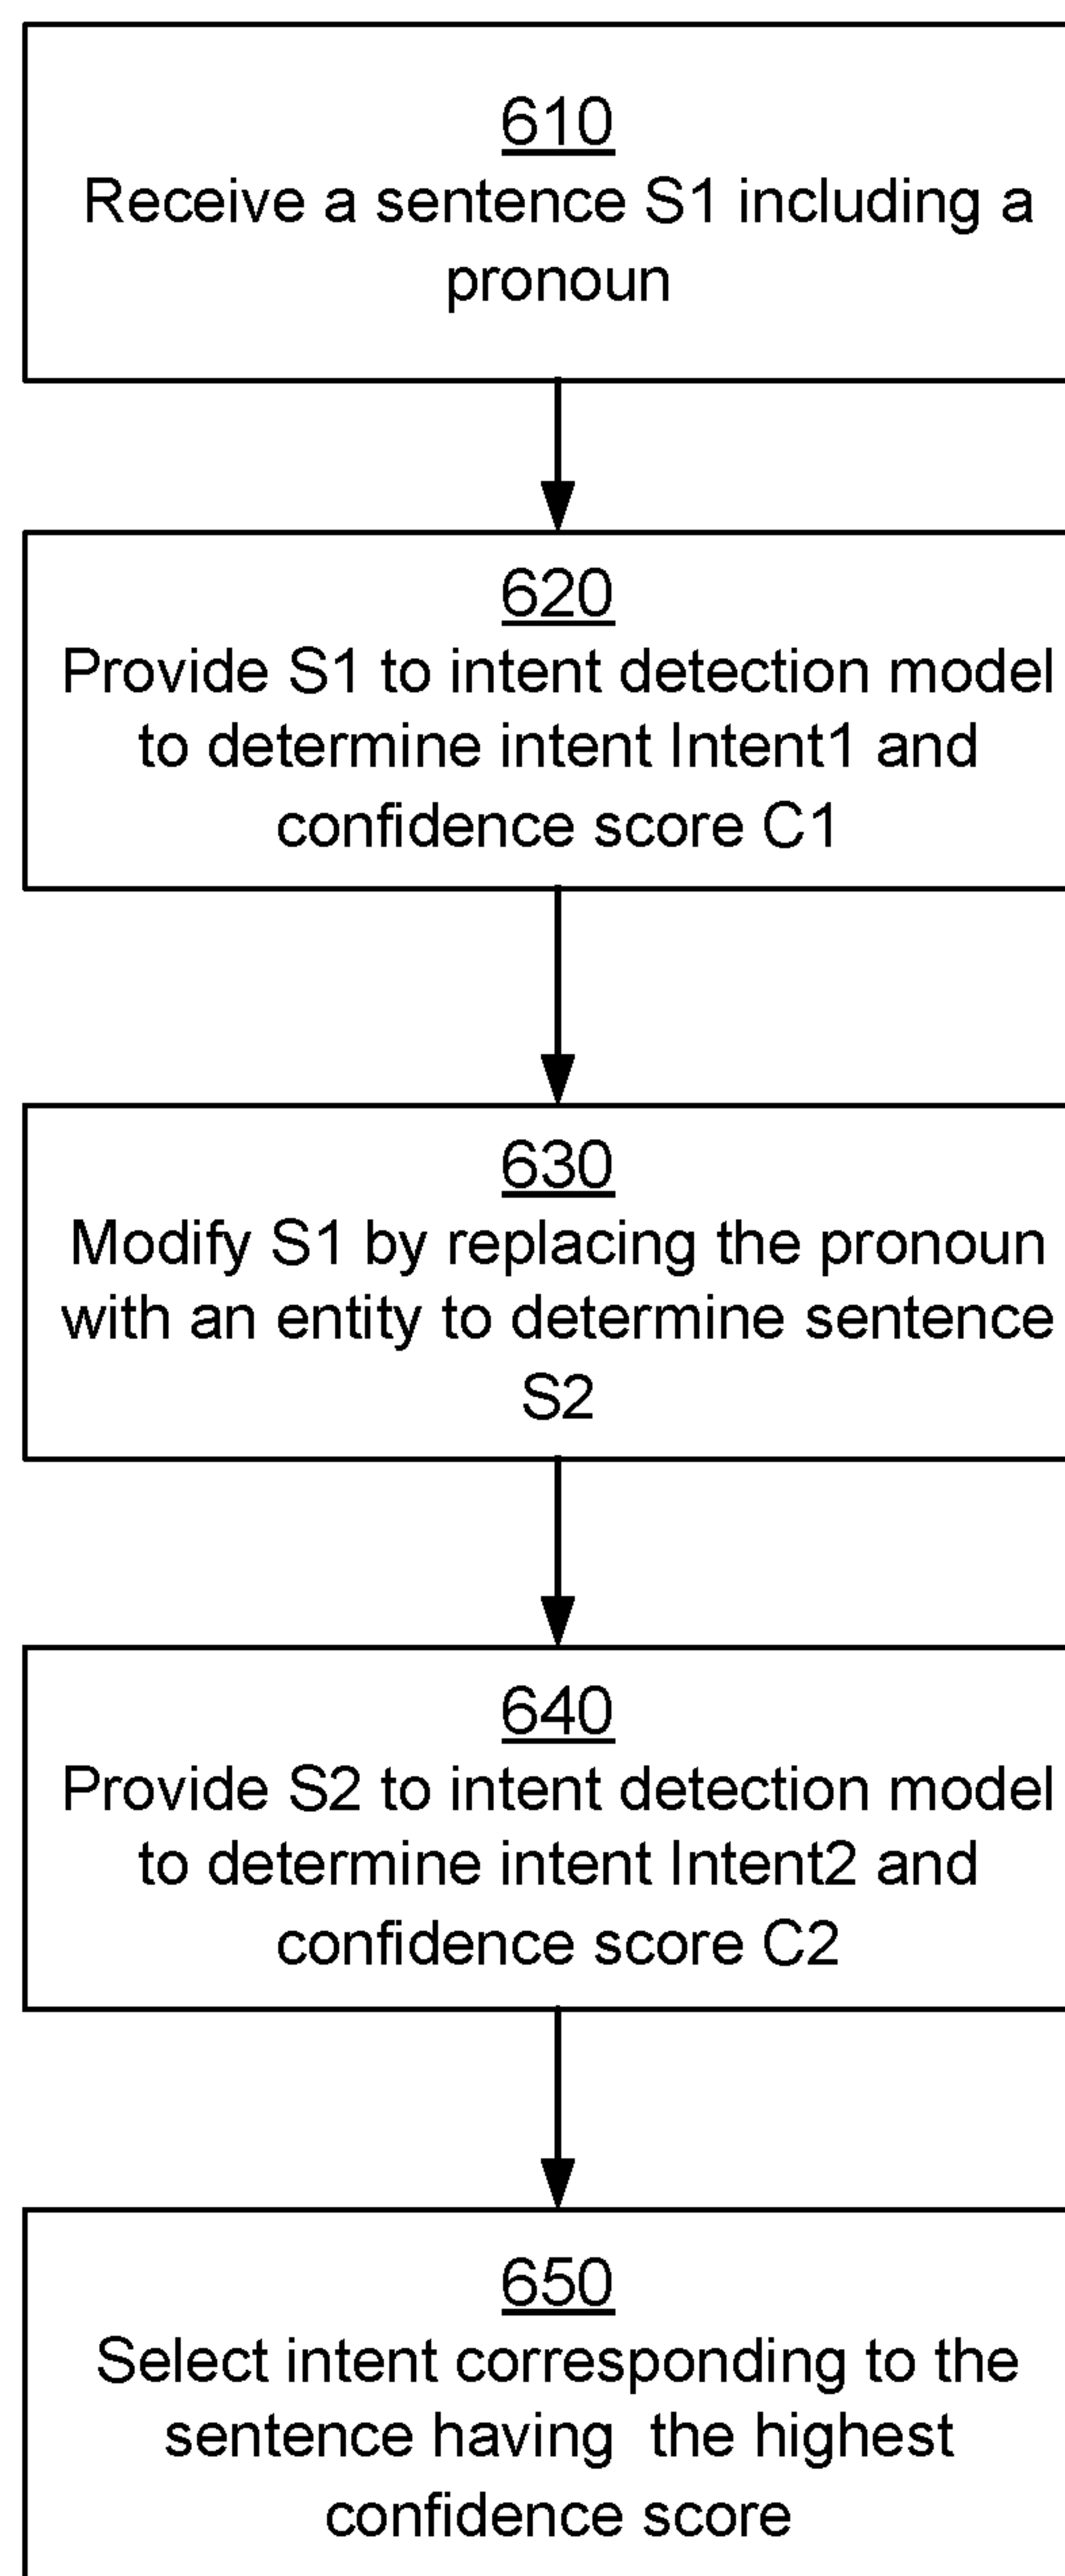 610
Receive a sentence S1 including a
pronoun
620
Provide S1 to intent detection model
to determine intent Intent1 and
confidence score C1
630
Modify S1 by replacing the pronoun
with an entity to determine sentence
S2
640
Provide S2 to intent detection model
to determine intent Intent2 and
confidence score C2
650
Select intent corresponding to the
sentence having the highest
confidence score